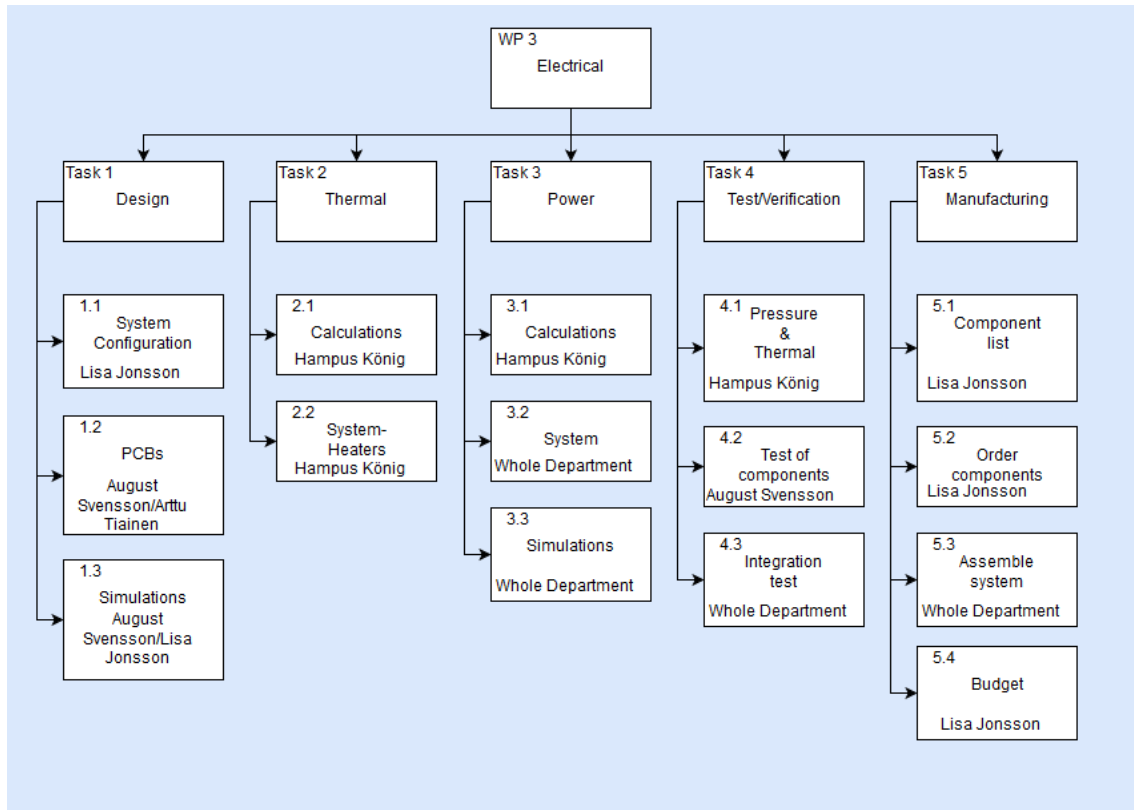 WP 3
Electrical
Task 1
Design
Task 2
Thermal
Task 3
Power
Task 4
Test/Verification
Task 5
Manufacturing
1.1
System
Configuration
Lisa Jonsson
1.2
PCBs
August
Svensson/Arttu
Tiainen
1.3
Simulations
August
Svensson/Lisa
Jonsson
2.1
Calculations
Hampus König
2.2
System-
Heaters
Hampus König
3.1
Calculations
Hampus König
3.2
System
Whole Department
3.3
Simulations
Whole Department
4.1
Pressure
&
Thermal
Hampus König
4.2
Test of
components
August Svensson
4.3
Integration
test
Whole Department
5.1
Component
list
Lisa Jonsson
5.2
Order
components
Lisa Jonsson
5.3
Assemble
system
Whole Department
5.4
Budget
Lisa Jonsson